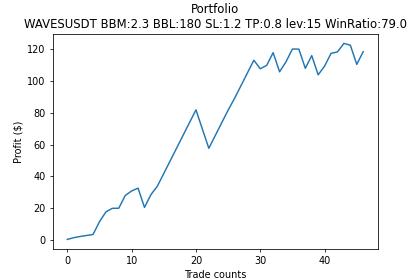 Portfolio
WAVESUSDT BBM:2.3 BBL:180 SL:1.2 TP:0.8 lev:15 WinRatio:79.0
Profit ($)
120
100
80
60
40
20
0
0 10 20 30 40
Trade counts